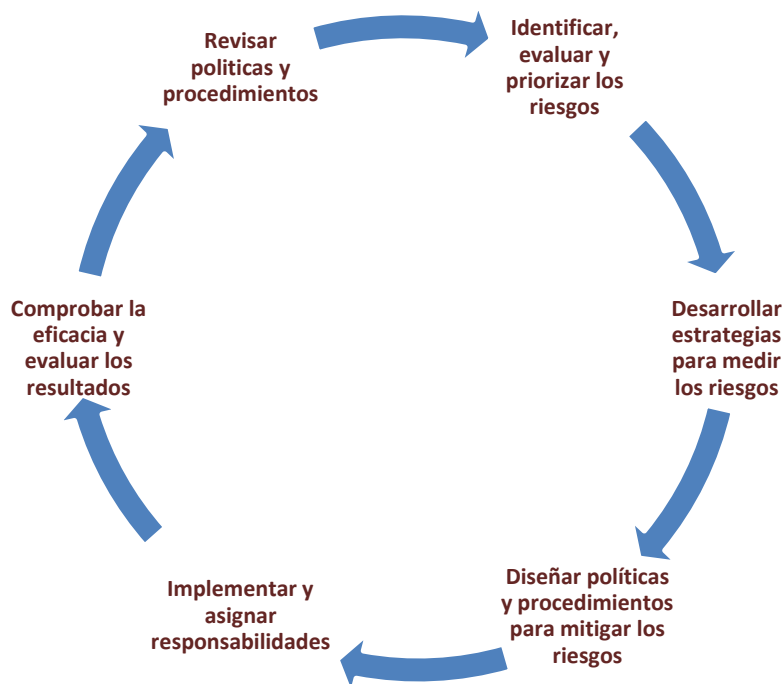 Identificar,
evaluar y
priorizar los
riesgos
Desarrollar
estrategias
para medir
los riesgos
Diseñar políticas
y procedimientos
para mitigar los
riesgos
Implementar y
asignar
responsabilidades
Comprobar la
eficacia y
evaluar los
resultados
Revisar
politicas y
procedimientos